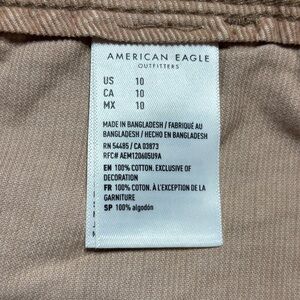 AMERICAN EAGLE
OUTFITTERS
US 10
CA 10
MX 10
MADE IN BANGLADESH / FABRIQUÉ AU
BANGLADESH / HECHO EN BANGLADESH
RN 54485 / CA 03873
RFC# AEM120605U9A
EN 100% COTTON. EXCLUSIVE OF
DECORATION
FR 100% COTON. À L'EXCEPTION DE LA
GARNITURE
SP 100% algodón